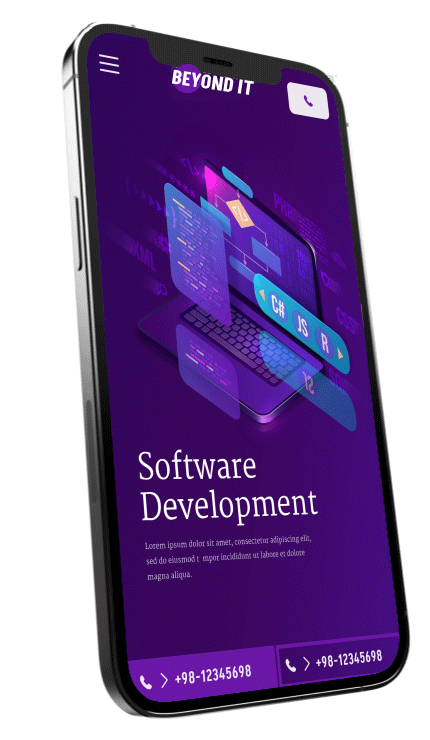 BEYOND IT
PHP
XML
CSS
C# JS R
Software
Development
Lorem ipsum dolor sit amet, consectetur adipiscing elit,
sed do eiusmod t mpor incididunt ut labore et dolore
magna aliqua.
+98-12345698
+98-12345698